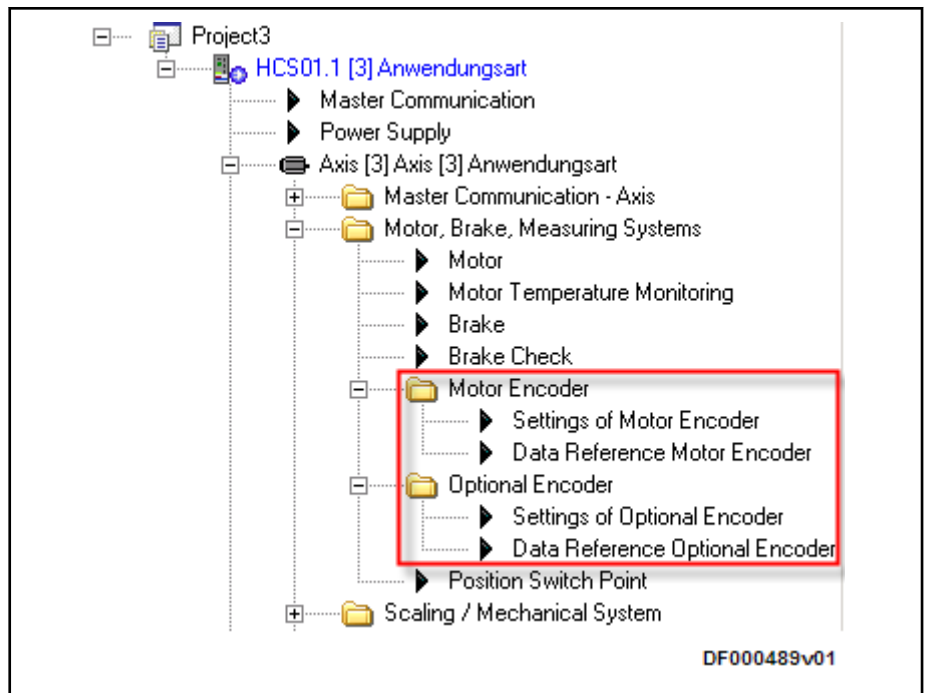 Project3
HCS01.1 [3] Anwendungsart
Master Communication
Power Supply
Axis [3] Axis [3] Anwendungsart
Master Communication - Axis
Motor, Brake, Measuring Systems
Motor
Motor Temperature Monitoring
Brake
Brake Check
Motor Encoder
Settings of Motor Encoder
Data Reference Motor Encoder
Optional Encoder
Settings of Optional Encoder
Data Reference Optional Encoder
Position Switch Point
Scaling / Mechanical System
DF000489v01